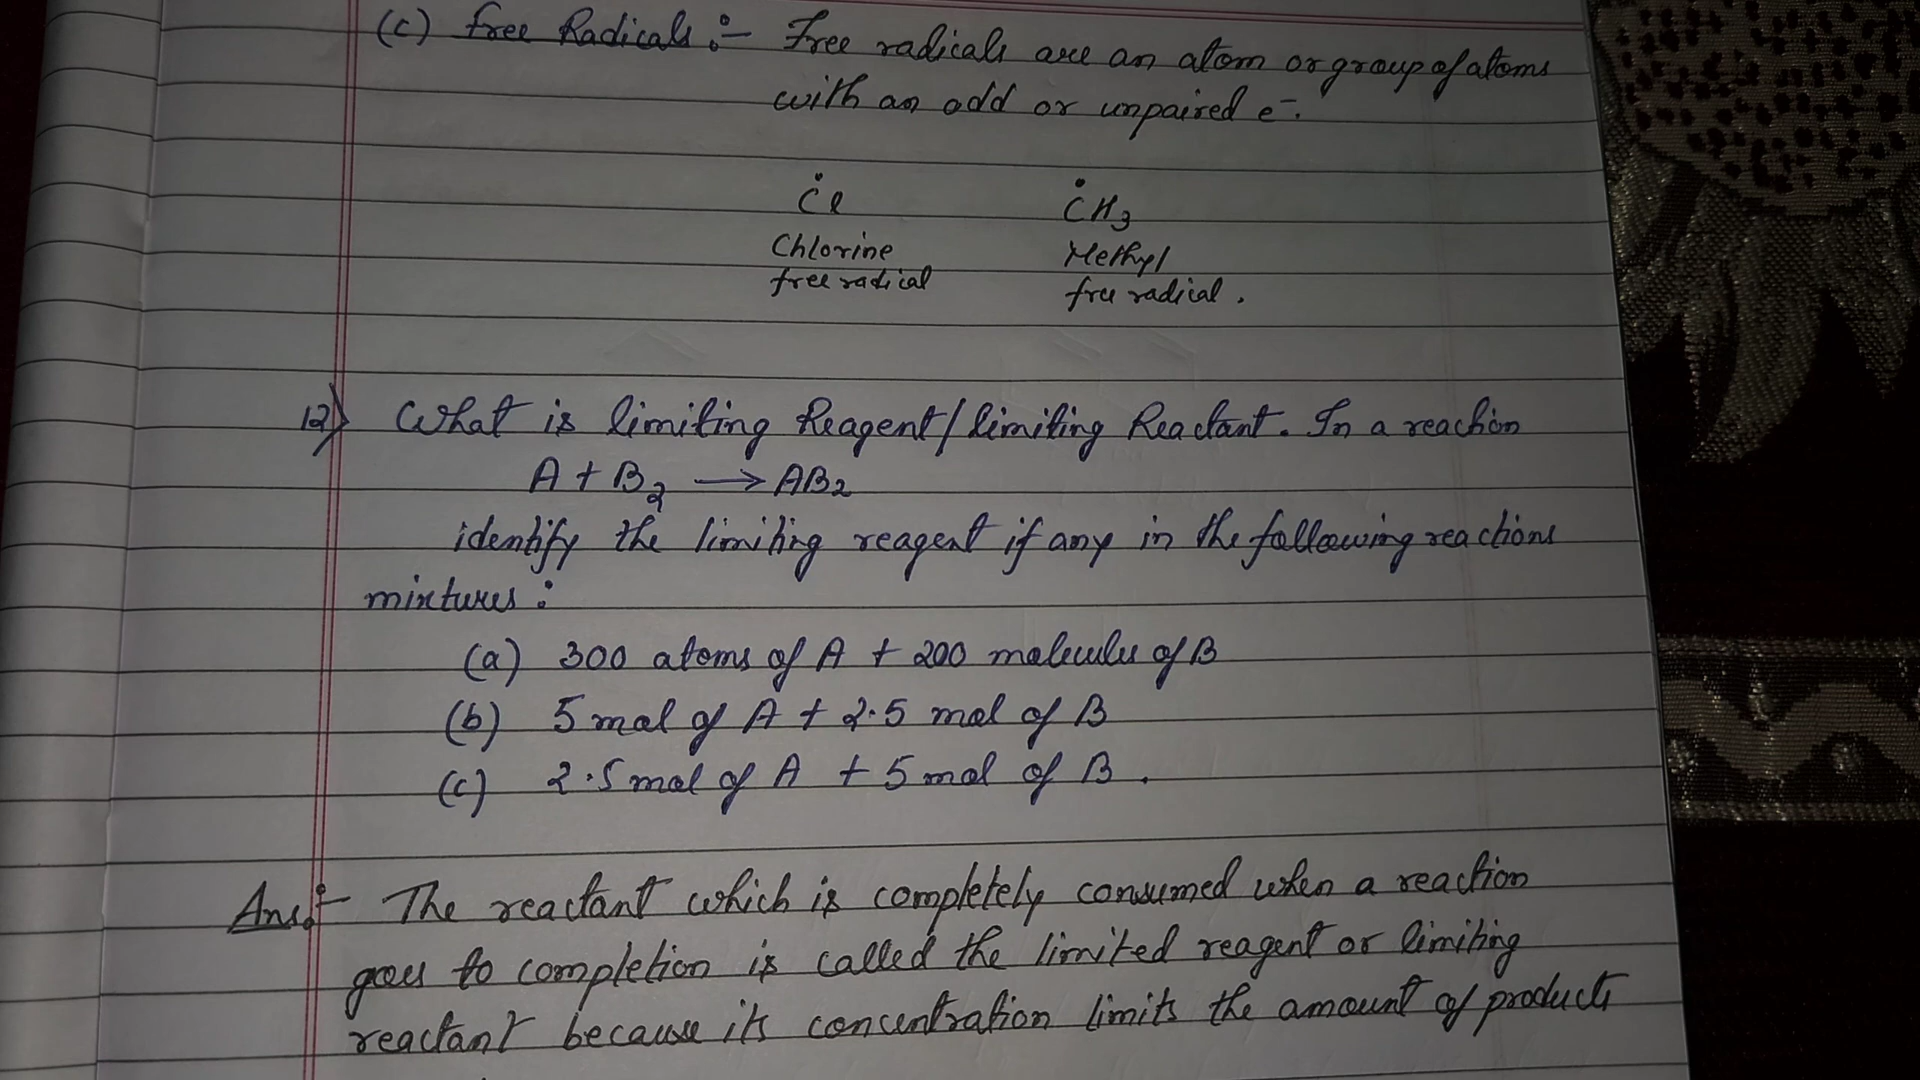 (c) Free Radicals :- Free radicals are an atom or group of atoms
with an odd or unpaired e⁻.
Ċl ĊH₃
Chlorine free radical Methyl free radical.
12) What is limiting Reagent/limiting Reactant. In a reaction
A + B₂ → AB₂
identify the limiting reagent if any in the following reactions
mixtures :
(a) 300 atoms of A + 200 molecules of B
(b) 5 mol of A + 2.5 mol of B
(c) 2.5 mol of A + 5 mol of B.
Ans:- The reactant which is completely consumed when a reaction
goes to completion is called the limited reagent or limiting
reactant because its concentration limits the amount of products